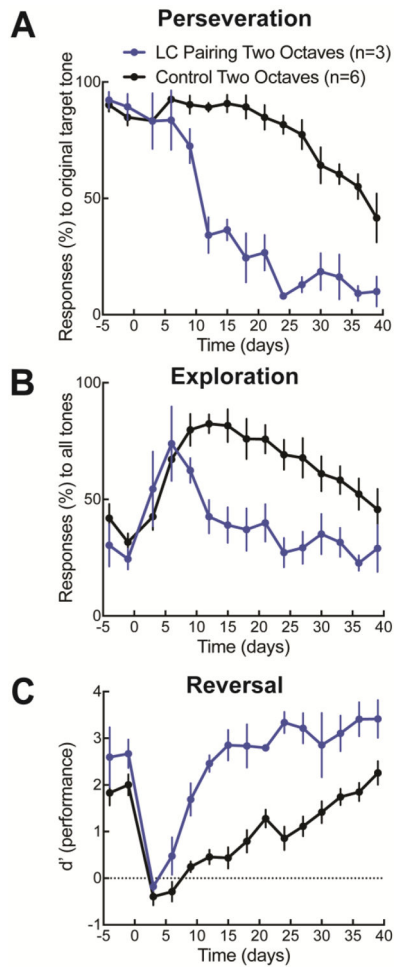 A
Perseveration
LC Pairing Two Octaves (n=3)
Control Two Octaves (n=6)
Responses (%) to original target tone
100
50
0
-5 0 5 10 15 20 25 30 35 40
Time (days)
B
Exploration
Responses (%) to all tones
100
50
0
-5 0 5 10 15 20 25 30 35 40
Time (days)
C
Reversal
d' (performance)
4
3
2
1
0
-1
-5 0 5 10 15 20 25 30 35 40
Time (days)